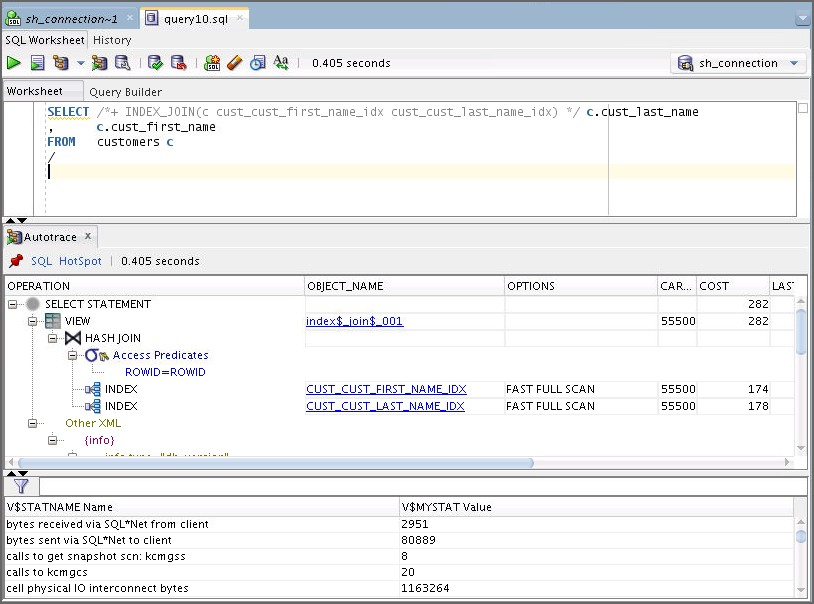 sh_connection~1 query10.sql
SQL Worksheet History
0.405 seconds sh_connection
Worksheet Query Builder
SELECT /*+ INDEX_JOIN(c cust_cust_first_name_idx cust_cust_last_name_idx) */ c.cust_last_name
, c.cust_first_name
FROM customers c
/
Autotrace
SQL HotSpot 0.405 seconds
OPERATION OBJECT_NAME OPTIONS CAR... COST LAST
SELECT STATEMENT 282
VIEW index$_join$_001 55500 282
HASH JOIN
Access Predicates
ROWID=ROWID
INDEX CUST_CUST_FIRST_NAME_IDX FAST FULL SCAN 55500 174
INDEX CUST_CUST_LAST_NAME_IDX FAST FULL SCAN 55500 178
Other XML
{info}
V$STATNAME Name V$MYSTAT Value
bytes received via SQL*Net from client 2951
bytes sent via SQL*Net to client 80889
calls to get snapshot scn: kcmgss 8
calls to kcmgcs 20
cell physical IO interconnect bytes 1163264